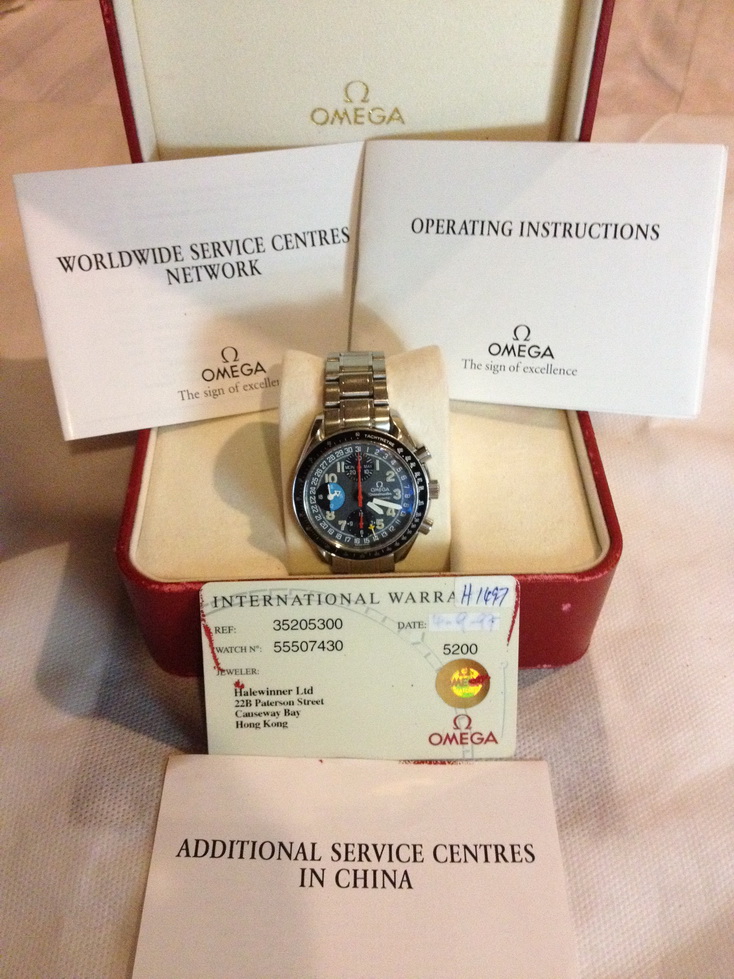 Ω
OMEGA
WORLDWIDE SERVICE CENTRES
NETWORK
Ω
OMEGA
The sign of
OPERATING INSTRUCTIONS
Ω
OMEGA
The sign of excellence
TACHYMETRE
OMEGA
INTERNATIONAL WARRA
H1697
REF: 35205300
DATE:
WATCH Nº: 55507430
5200
JEWELER:
Halewinner Ltd
22B Paterson Street
Causeway Bay
Hong Kong
Ω
OMEGA
ADDITIONAL SERVICE CENTRES
IN CHINA